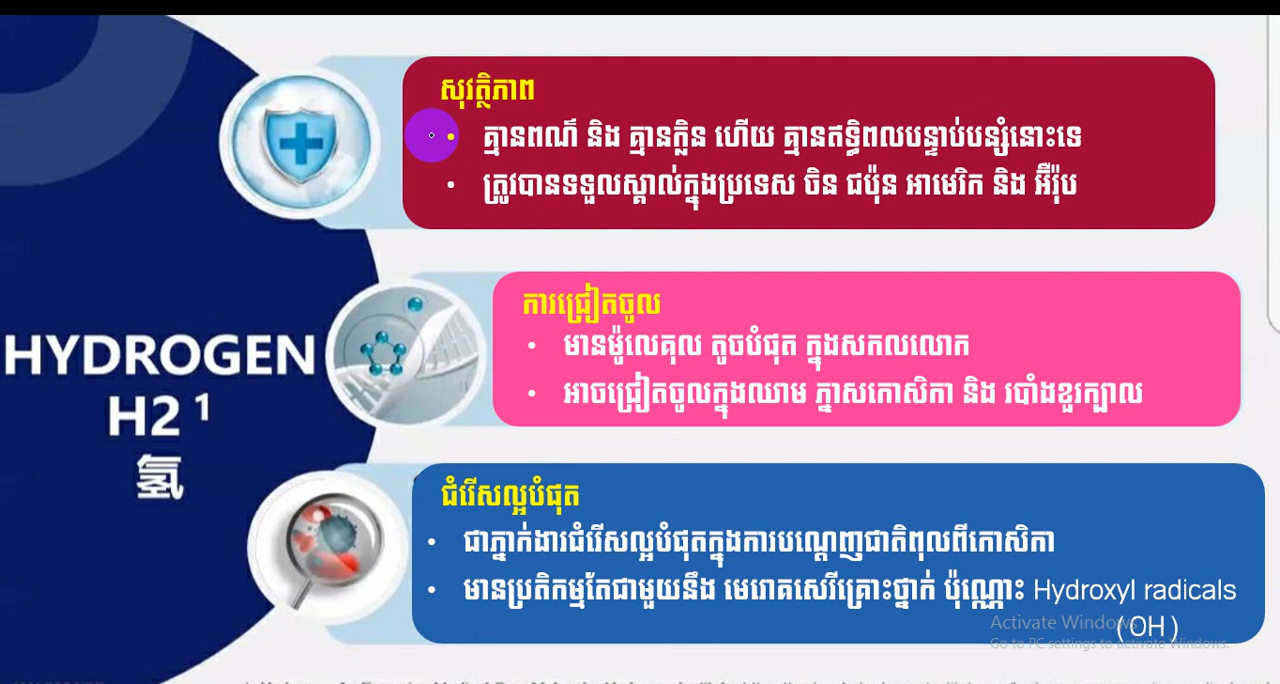 HYDROGEN
H2 1
氢
សុវត្ថិភាព
• គ្មានពណ៌ និង គ្មានក្លិន ហើយ គ្មានឥទ្ធិពលបន្ទាប់បន្សំនោះទេ
• ត្រូវបានទទួលស្គាល់ក្នុងប្រទេស ចិន ជប៉ុន អាមេរិក និង អ៊ឺរ៉ុប
ការជ្រៀតចូល
• មានម៉ូលេគុល តូចបំផុត ក្នុងសកលលោក
• អាចជ្រៀតចូលក្នុងឈាម ភ្នាសកោសិកា និង របាំងខួរក្បាល
ជំរើសល្អបំផុត
• ជាភ្នាក់ងារជំរើសល្អបំផុតក្នុងការបណ្តេញជាតិពុលពីកោសិកា
• មានប្រតិកម្មតែជាមួយនឹង មេរោគសេរីគ្រោះថ្នាក់ ប៉ុណ្ណោះ Hydroxyl radicals
(OH)
Activate Windows
Go to PC settings to activate Windows.